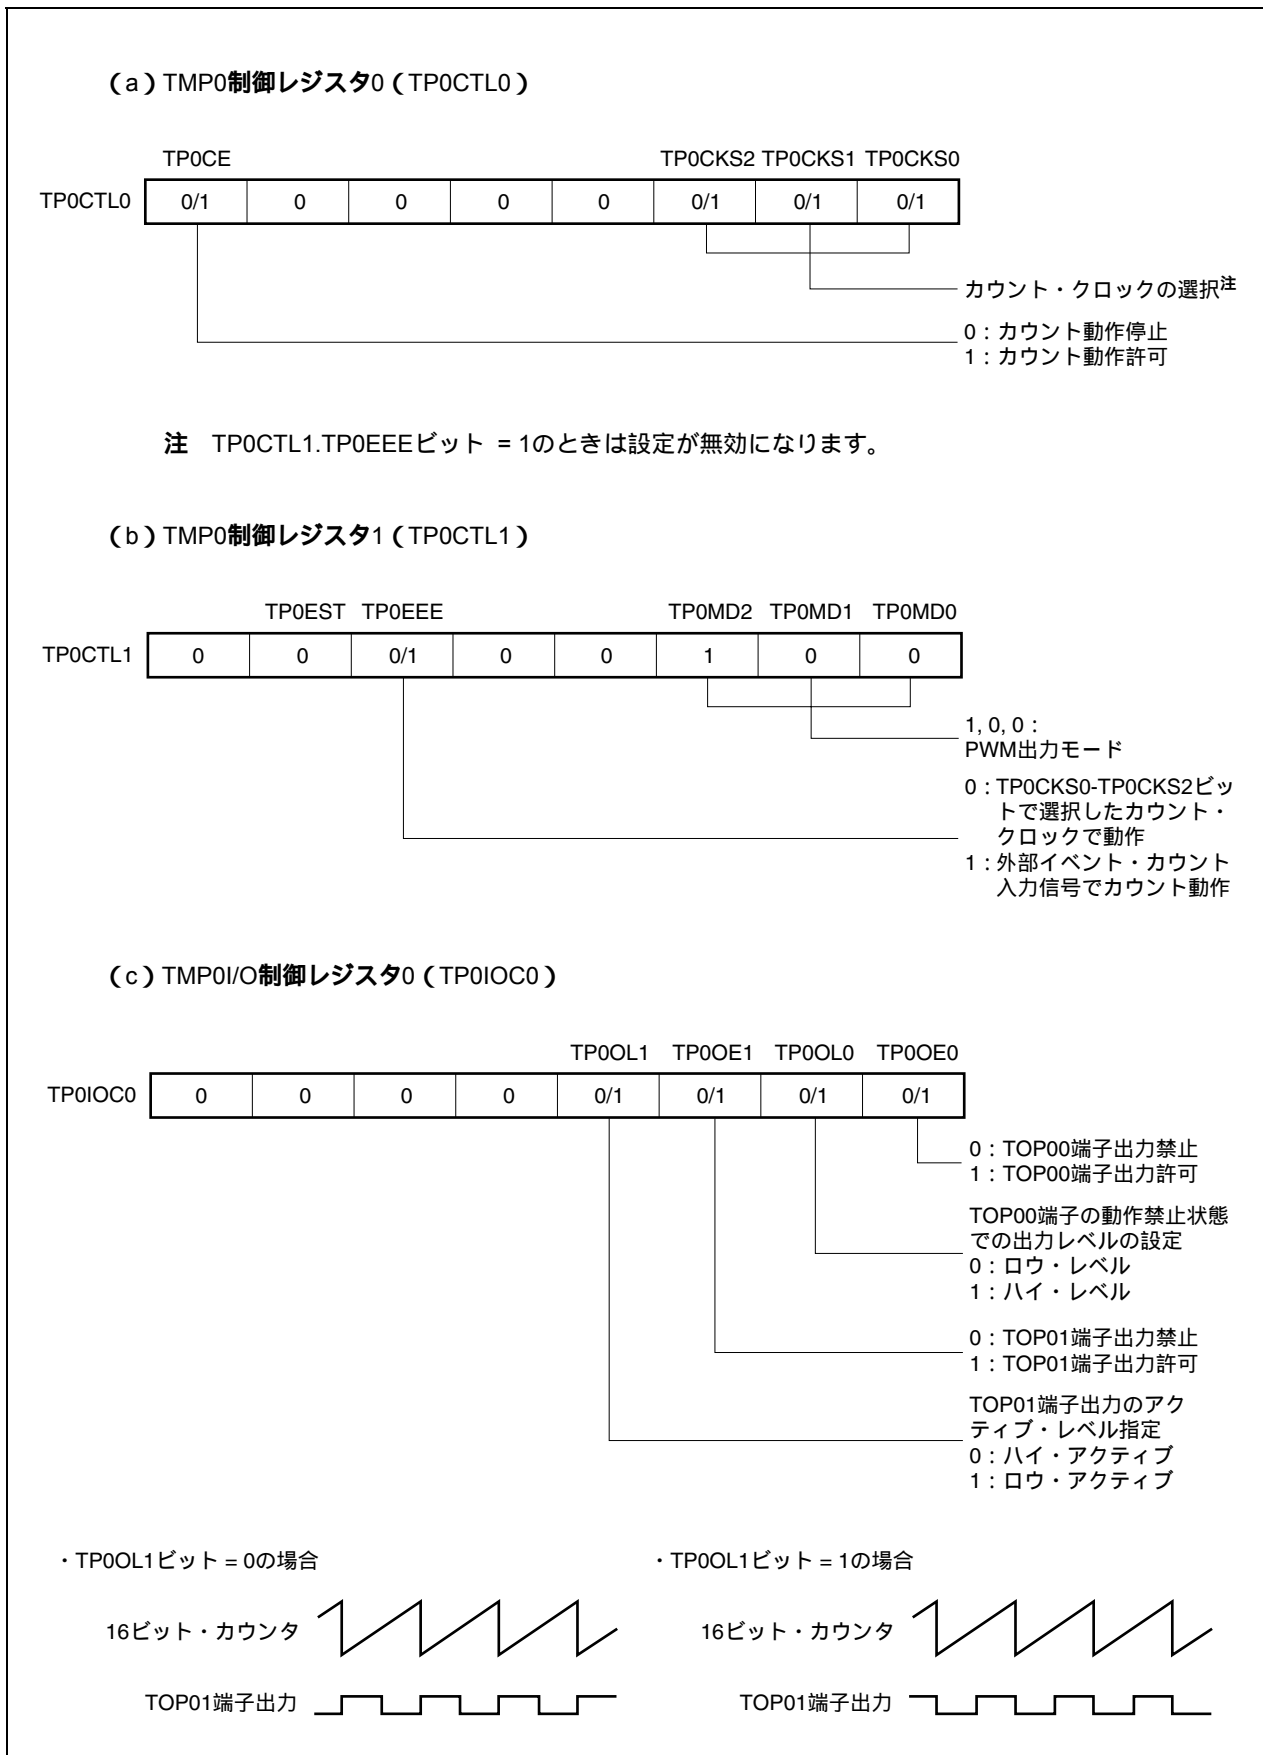 (a) TMP0制御レジスタ0(TP0CTL0)
TP0CE TP0CKS2 TP0CKS1 TP0CKS0
TP0CTL0 0/1 0 0 0 0 0/1 0/1 0/1
カウント・クロックの選択注
0:カウント動作停止
1:カウント動作許可
注 TP0CTL1.TP0EEEビット = 1のときは設定が無効になります。
(b) TMP0制御レジスタ1(TP0CTL1)
TP0EST TP0EEE TP0MD2 TP0MD1 TP0MD0
TP0CTL1 0 0 0/1 0 0 1 0 0
1, 0, 0:
PWM出力モード
0:TP0CKS0-TP0CKS2ビッ
トで選択したカウント・
クロックで動作
1:外部イベント・カウント
入力信号でカウント動作
(c) TMP0I/O制御レジスタ0(TP0IOC0)
TP0OL1 TP0OE1 TP0OL0 TP0OE0
TP0IOC0 0 0 0 0 0/1 0/1 0/1 0/1
0:TOP00端子出力禁止
1:TOP00端子出力許可
TOP00端子の動作禁止状態
での出力レベルの設定
0:ロウ・レベル
1:ハイ・レベル
0:TOP01端子出力禁止
1:TOP01端子出力許可
TOP01端子出力のアク
ティブ・レベル指定
0:ハイ・アクティブ
1:ロウ・アクティブ
・TP0OL1ビット = 0の場合 ・TP0OL1ビット = 1の場合
16ビット・カウンタ 16ビット・カウンタ
TOP01端子出力 TOP01端子出力